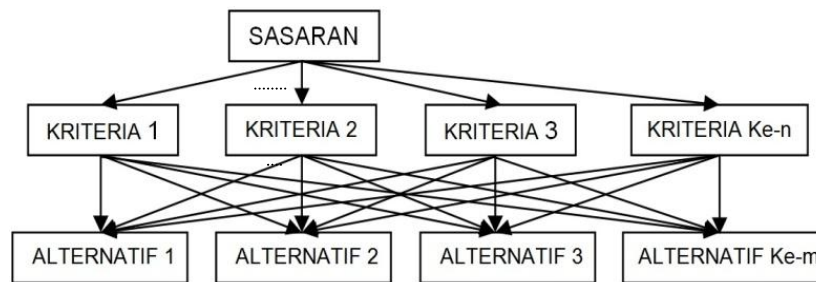 SASARAN
........
KRITERIA 1
KRITERIA 2
KRITERIA 3
KRITERIA Ke-n
....
ALTERNATIF 1
ALTERNATIF 2
ALTERNATIF 3
ALTERNATIF Ke-m